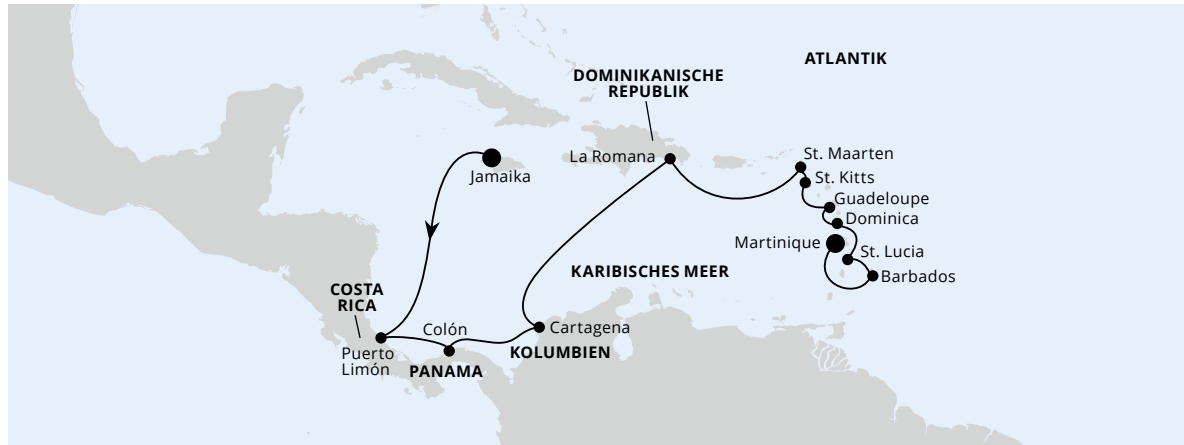 ATLANTIK
DOMINIKANISCHE
REPUBLIK
La Romana
St. Maarten
Jamaika
St. Kitts
Guadeloupe
Dominica
Martinique
St. Lucia
KARIBISCHES MEER
Barbados
COSTA
RICA
Colón
Cartagena
Puerto
Limón
KOLUMBIEN
PANAMA